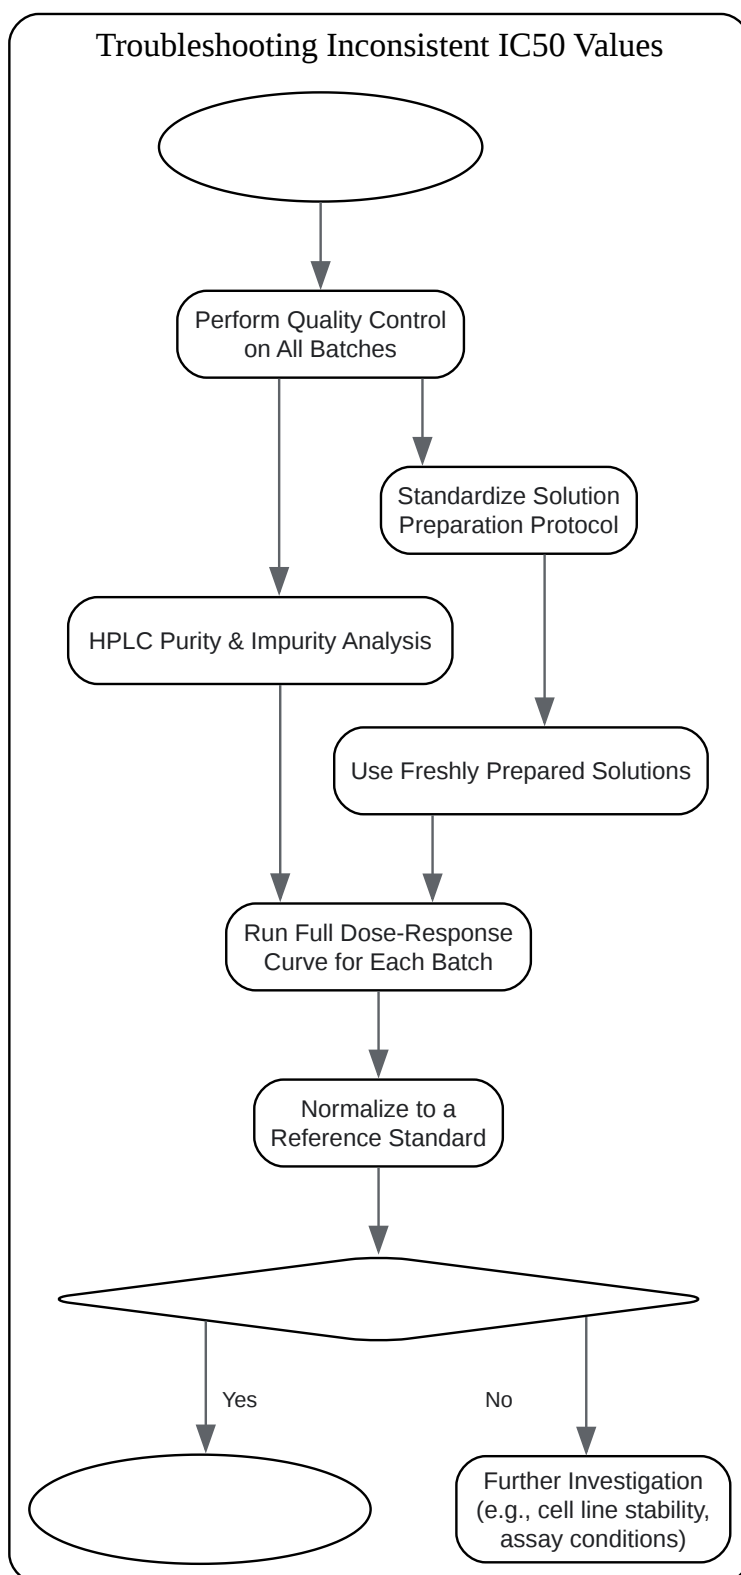 Troubleshooting Inconsistent IC50 Values
Perform Quality Control
on All Batches
Standardize Solution
Preparation Protocol
HPLC Purity & Impurity Analysis
Use Freshly Prepared Solutions
Run Full Dose-Response
Curve for Each Batch
Normalize to a
Reference Standard
Yes
No
Further Investigation
(e.g., cell line stability,
assay conditions)